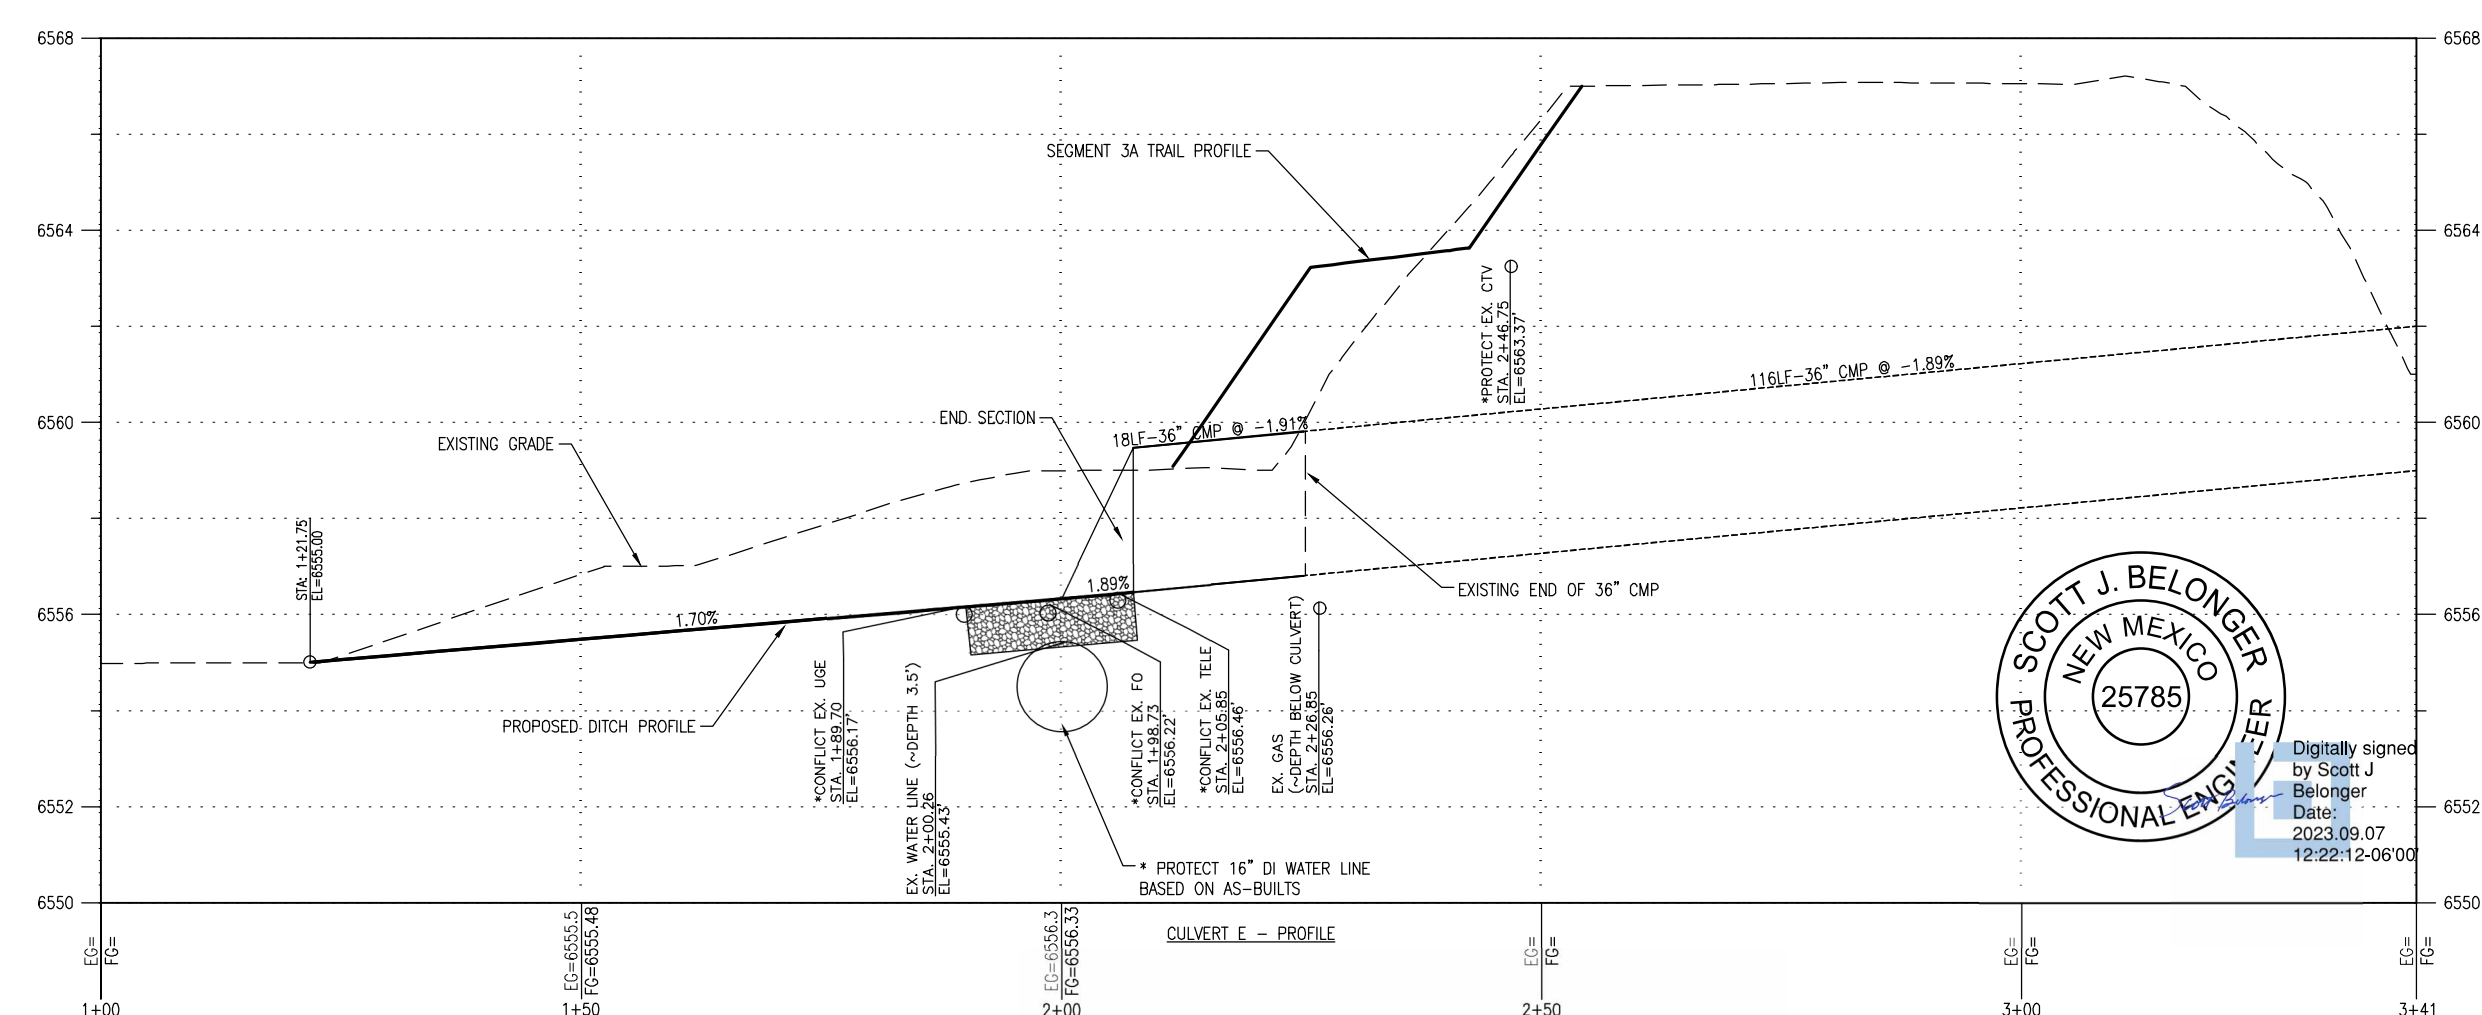 6568
6568
SEGMENT 3A TRAIL PROFILE
6564
6564
*PROTECT EX. CTV
STA. 2+46.75
EL=6563.37'
116LF-36" CMP @ -1.89%
END SECTION
18LF-36" CMP @ -1.91%
6560
6560
EXISTING GRADE
STA: 1+21.75
EL=6555.00
1.89%
EXISTING END OF 36" CMP
6556
6556
1.70%
PROPOSED DITCH PROFILE
*CONFLICT EX. UGE
STA. 1+89.70
EL=6556.17'
EX. WATER LINE (~DEPTH 3.5')
STA. 2+00.26
EL=6555.43'
*CONFLICT EX. FO
STA. 1+98.73
EL=6556.22'
*CONFLICT EX. TELE
STA. 2+05.85
EL=6556.46'
EX. GAS
(~DEPTH BELOW CULVERT)
STA. 2+26.85
EL=6556.26'
SCOTT J. BELONGER
NEW MEXICO
25785
PROFESSIONAL ENGINEER
Digitally signed
by Scott J
Belonger
Date:
2023.09.07
12:22:12-06'00'
6552
6552
* PROTECT 16" DI WATER LINE
BASED ON AS-BUILTS
6550
6550
CULVERT E - PROFILE
EG=
FG=
EG=6555.5
FG=6555.48
EG=6556.3
FG=6556.33
EG=
FG=
EG=
FG=
EG=
FG=
1+00
1+50
2+00
2+50
3+00
3+41